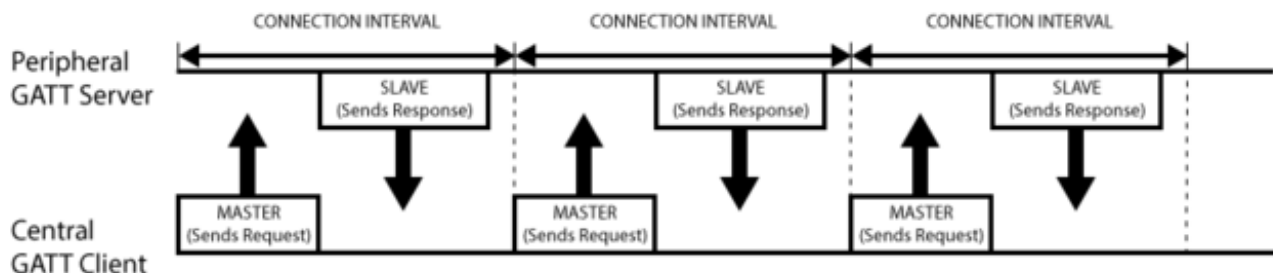 CONNECTION INTERVAL CONNECTION INTERVAL CONNECTION INTERVAL
Peripheral
GATT Server
SLAVE
(Sends Response)
SLAVE
(Sends Response)
SLAVE
(Sends Response)
MASTER
(Sends Request)
MASTER
(Sends Request)
MASTER
(Sends Request)
Central
GATT Client